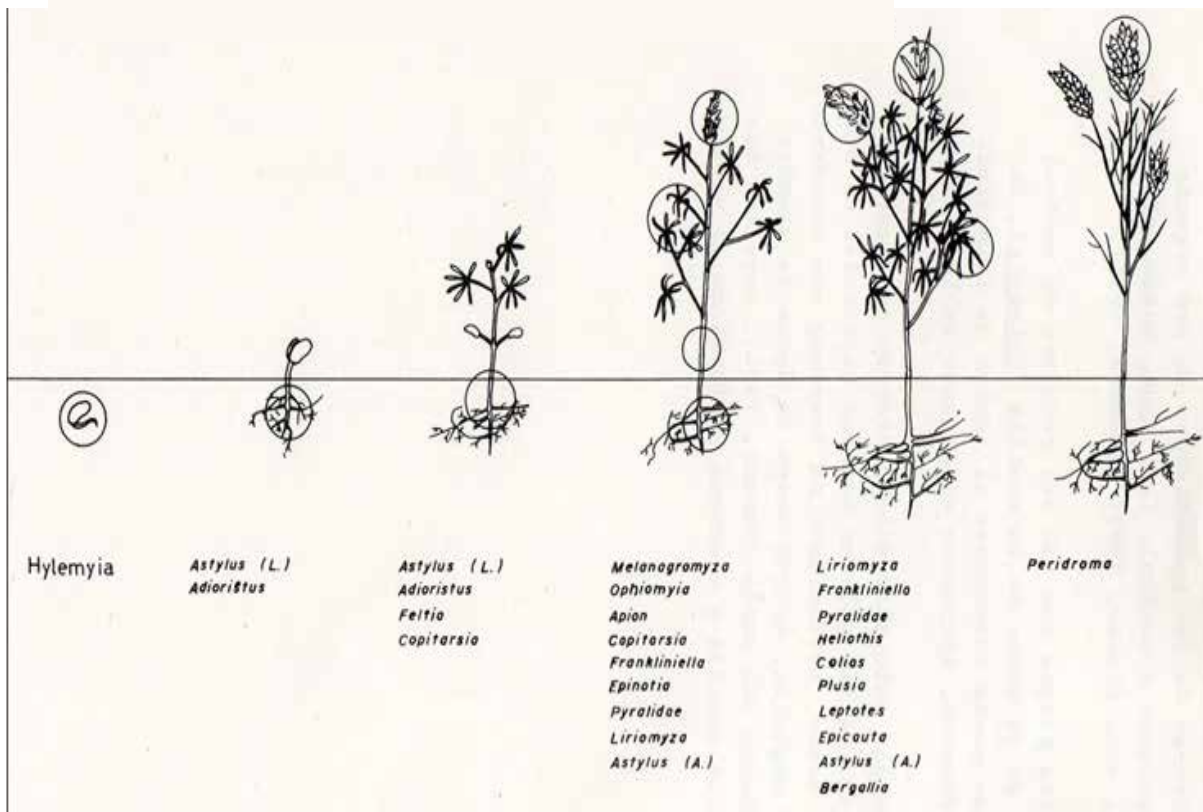 Hylemyia
Astylus (L.)
Adioristus
Astylus (L.)
Adioristus
Feltia
Copitarsia
Melanagromyza
Ophiomyia
Apion
Copitarsia
Frankliniella
Epinotia
Pyralidae
Liriomyza
Astylus (A.)
Liriomyza
Frankliniella
Pyralidae
Heliothis
Colias
Plusia
Leptotes
Epicauta
Astylus (A.)
Bergallia
Peridroma